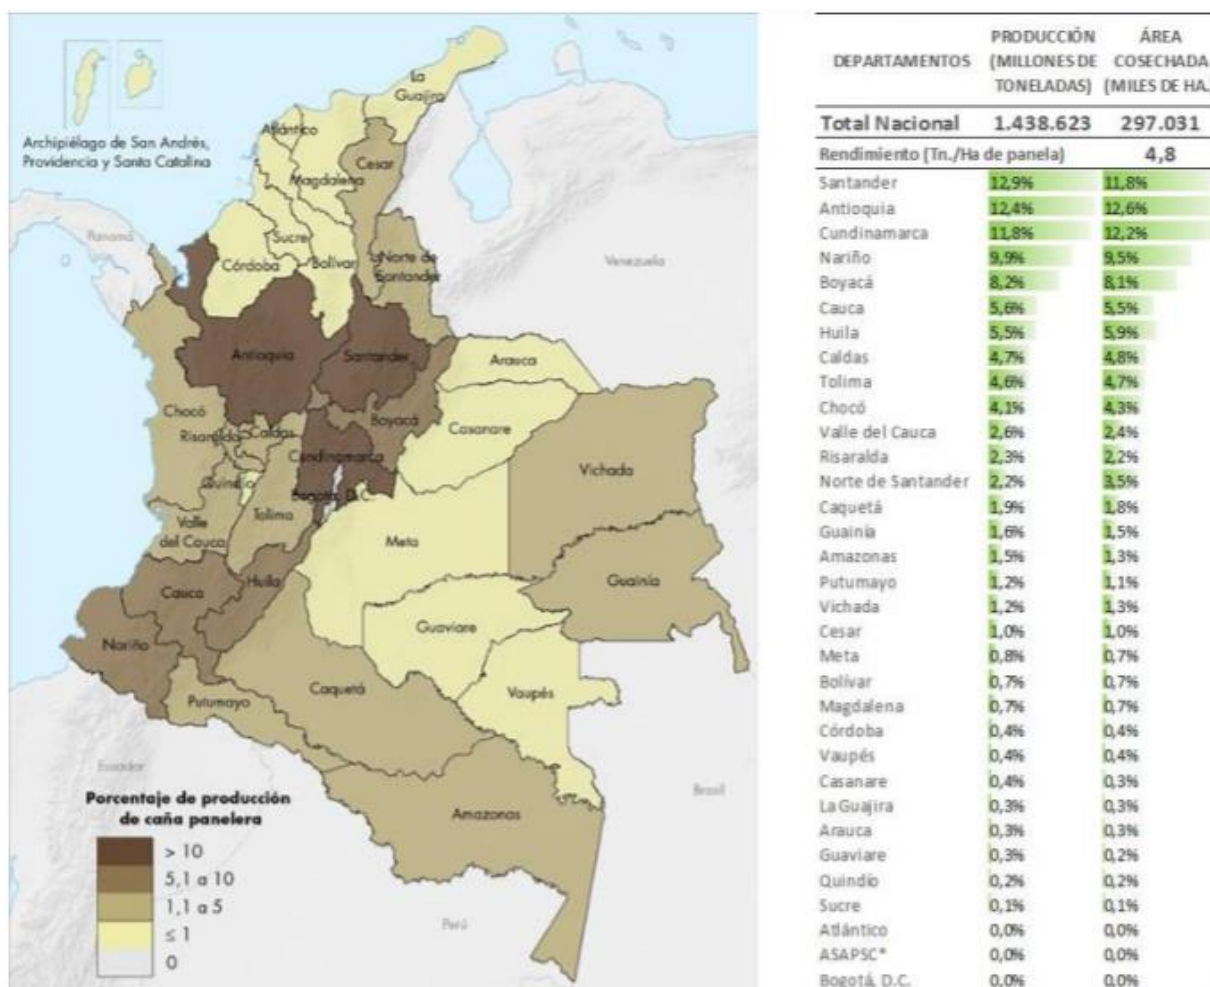 Archipiélago de San Andrés,
Providencia y Santa Catalina
La
Guajira
Atlántico
Magdalena
Cesar
Panamá
Sucre
Córdoba
Bolívar
Norte de
Santander
Venezuela
Antioquia
Santander
Arauca
Chocó
Boyacá
Risaralda
Caldas
Casanare
Cundinamarca
Vichada
Quindío
Bogotá, D.C.
Tolima
Valle
del Cauca
Meta
Huila
Guainía
Cauca
Guaviare
Nariño
Caquetá
Vaupés
Putumayo
Ecuador
Brasil
Amazonas
Perú
Porcentaje de producción
de caña panelera
> 10
5,1 a 10
1,1 a 5
≤ 1
0
DEPARTAMENTOS PRODUCCIÓN (MILLONES DE TONELADAS) ÁREA COSECHADA (MILES DE HA.
Total Nacional 1.438.623 297.031
Rendimiento (Tn./Ha de panela) 4,8
Santander 12,9% 11,8%
Antioquia 12,4% 12,6%
Cundinamarca 11,8% 12,2%
Nariño 9,9% 9,5%
Boyacá 8,2% 8,1%
Cauca 5,6% 5,5%
Huila 5,5% 5,9%
Caldas 4,7% 4,8%
Tolima 4,6% 4,7%
Chocó 4,1% 4,3%
Valle del Cauca 2,6% 2,4%
Risaralda 2,3% 2,2%
Norte de Santander 2,2% 3,5%
Caquetá 1,9% 1,8%
Guainía 1,6% 1,5%
Amazonas 1,5% 1,3%
Putumayo 1,2% 1,1%
Vichada 1,2% 1,3%
Cesar 1,0% 1,0%
Meta 0,8% 0,7%
Bolívar 0,7% 0,7%
Magdalena 0,7% 0,7%
Córdoba 0,4% 0,4%
Vaupés 0,4% 0,4%
Casanare 0,4% 0,3%
La Guajira 0,3% 0,3%
Arauca 0,3% 0,3%
Guaviare 0,3% 0,2%
Quindío 0,2% 0,2%
Sucre 0,1% 0,1%
Atlántico 0,0% 0,0%
ASAPSC* 0,0% 0,0%
Bogotá, D.C. 0,0% 0,0%